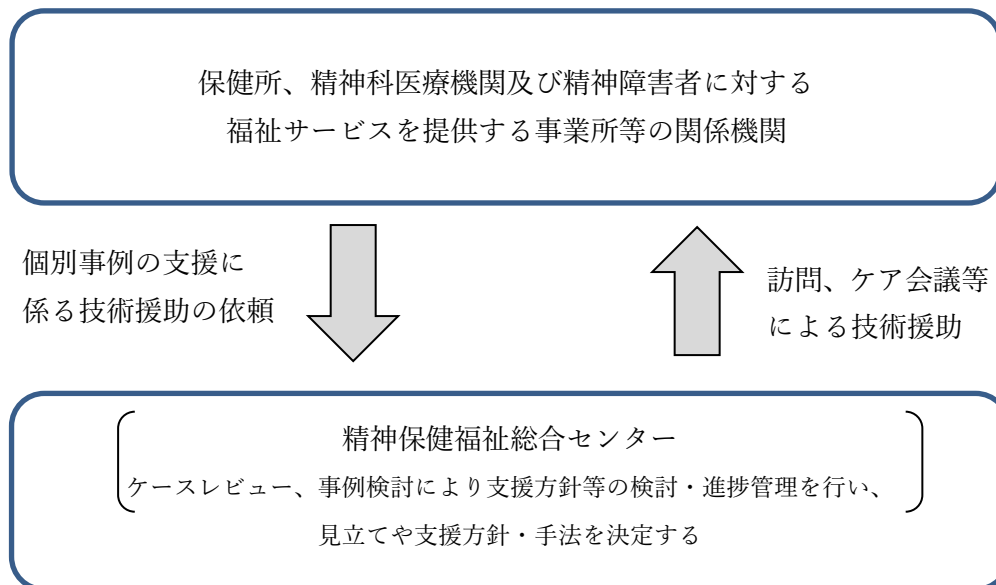 保健所、精神科医療機関及び精神障害者に対する
福祉サービスを提供する事業所等の関係機関
個別事例の支援に
係る技術援助の依頼
訪問、ケア会議等
による技術援助
精神保健福祉総合センター
ケースレビュー、事例検討により支援方針等の検討・進捗管理を行い、
見立てや支援方針・手法を決定する